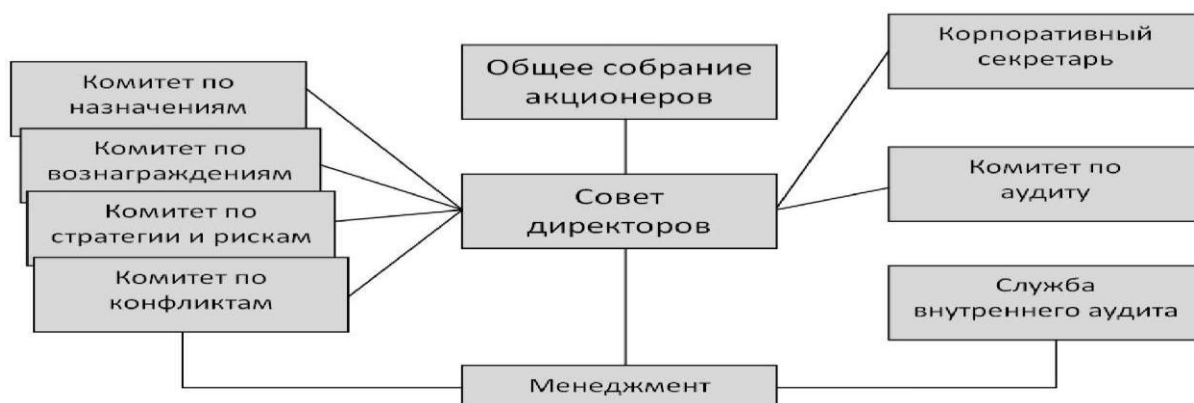 Комитет по
назначениям
Комитет по
вознаграждениям
Комитет по
стратегии и рискам
Комитет по
конфликтам
Общее собрание
акционеров
Совет
директоров
Менеджмент
Корпоративный
секретарь
Комитет по
аудиту
Служба
внутреннего аудита